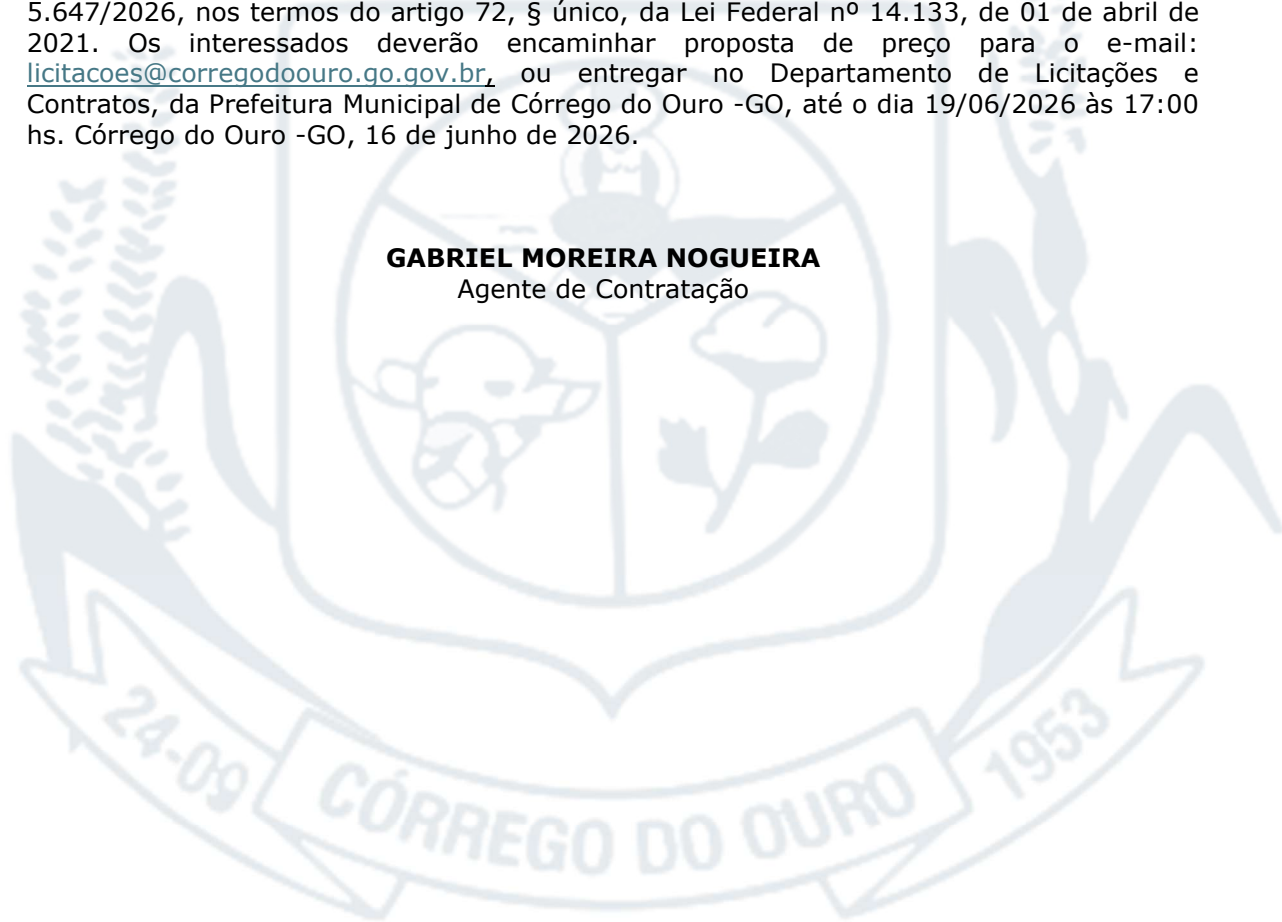 5.647/2026, nos termos do artigo 72, § único, da Lei Federal nº 14.133, de 01 de abril de
2021. Os interessados deverão encaminhar proposta de preço para o e-mail:
licitacoes@corregodoouro.go.gov.br, ou entregar no Departamento de Licitações e
Contratos, da Prefeitura Municipal de Córrego do Ouro -GO, até o dia 19/06/2026 às 17:00
hs. Córrego do Ouro -GO, 16 de junho de 2026.
GABRIEL MOREIRA NOGUEIRA
Agente de Contratação
24-09 CÓRREGO DO OURO 1953